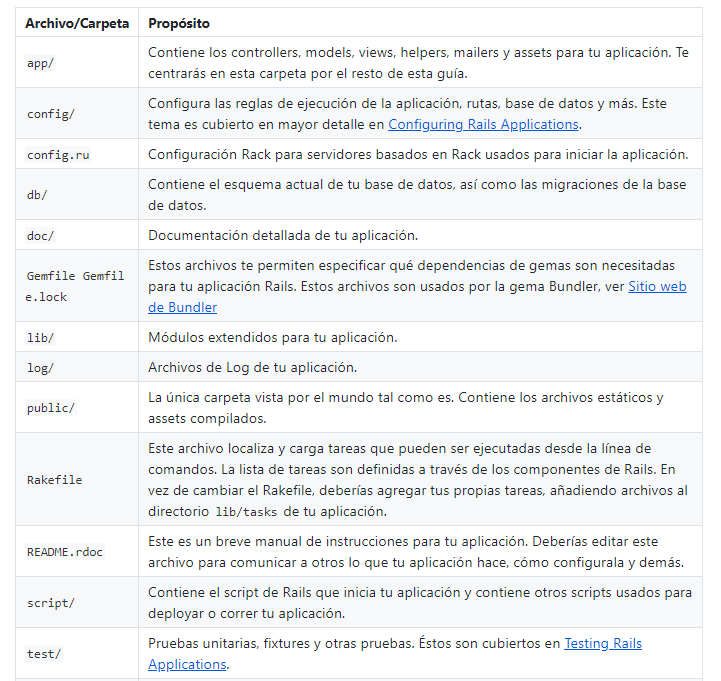 Archivo/Carpeta Propósito
app/ Contiene los controllers, models, views, helpers, mailers y assets para tu aplicación. Te
centrarás en esta carpeta por el resto de esta guía.
config/ Configura las reglas de ejecución de la aplicación, rutas, base de datos y más. Este
tema es cubierto en mayor detalle en Configuring Rails Applications.
config.ru Configuración Rack para servidores basados en Rack usados para iniciar la aplicación.
db/ Contiene el esquema actual de tu base de datos, así como las migraciones de la base
de datos.
doc/ Documentación detallada de tu aplicación.
Gemfile Gemfil
e.lock
Estos archivos te permiten especificar qué dependencias de gemas son necesitadas
para tu aplicación Rails. Estos archivos son usados por la gema Bundler, ver Sitio web
de Bundler
lib/ Módulos extendidos para tu aplicación.
log/ Archivos de Log de tu aplicación.
public/ La única carpeta vista por el mundo tal como es. Contiene los archivos estáticos y
assets compilados.
Rakefile Este archivo localiza y carga tareas que pueden ser ejecutadas desde la línea de
comandos. La lista de tareas son definidas a través de los componentes de Rails. En
vez de cambiar el Rakefile, deberías agregar tus propias tareas, añadiendo archivos al
directorio lib/tasks de tu aplicación.
README.rdoc Este es un breve manual de instrucciones para tu aplicación. Deberías editar este
archivo para comunicar a otros lo que tu aplicación hace, cómo configurala y demás.
script/ Contiene el script de Rails que inicia tu aplicación y contiene otros scripts usados para
deployar o correr tu aplicación.
test/ Pruebas unitarias, fixtures y otras pruebas. Éstos son cubiertos en Testing Rails
Applications.